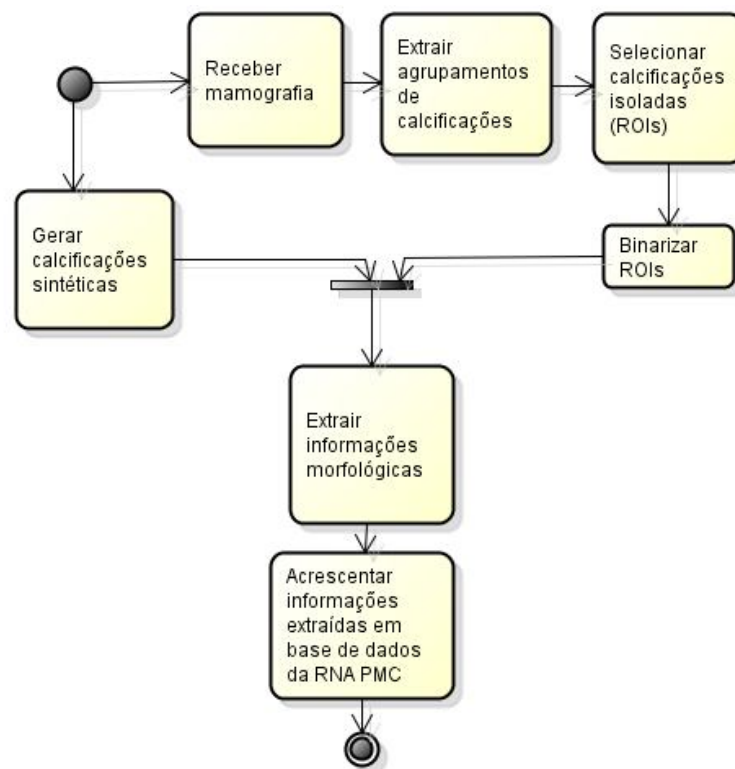 Receber
mamografia
Extrair
agrupamentos
de
calcificações
Selecionar
calcificações
isoladas
(ROIs)
Gerar
calcificações
sintéticas
Binarizar
ROIs
Extrair
informações
morfológicas
Acrescentar
informações
extraídas em
base de dados
da RNA PMC